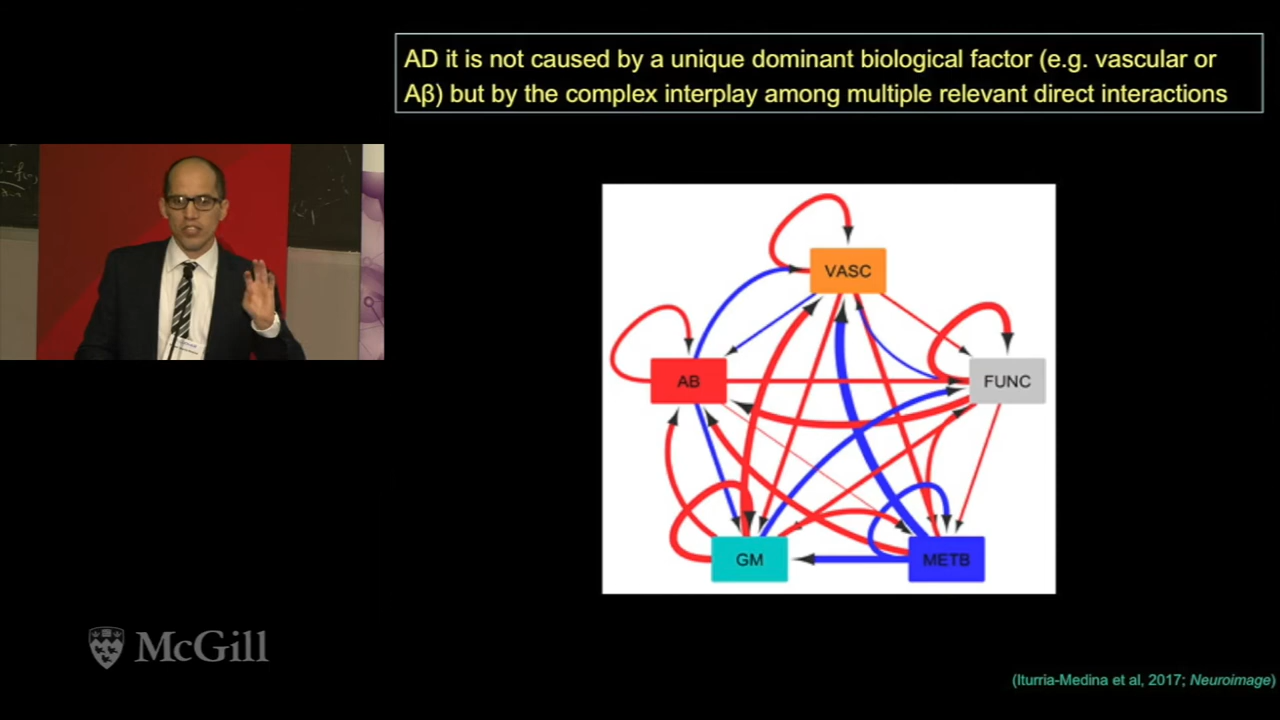 AD it is not caused by a unique dominant biological factor (e.g. vascular or
Aβ) but by the complex interplay among multiple relevant direct interactions
VASC
AB
FUNC
GM
METB
McGill
(Iturria-Medina et al, 2017; Neuroimage)